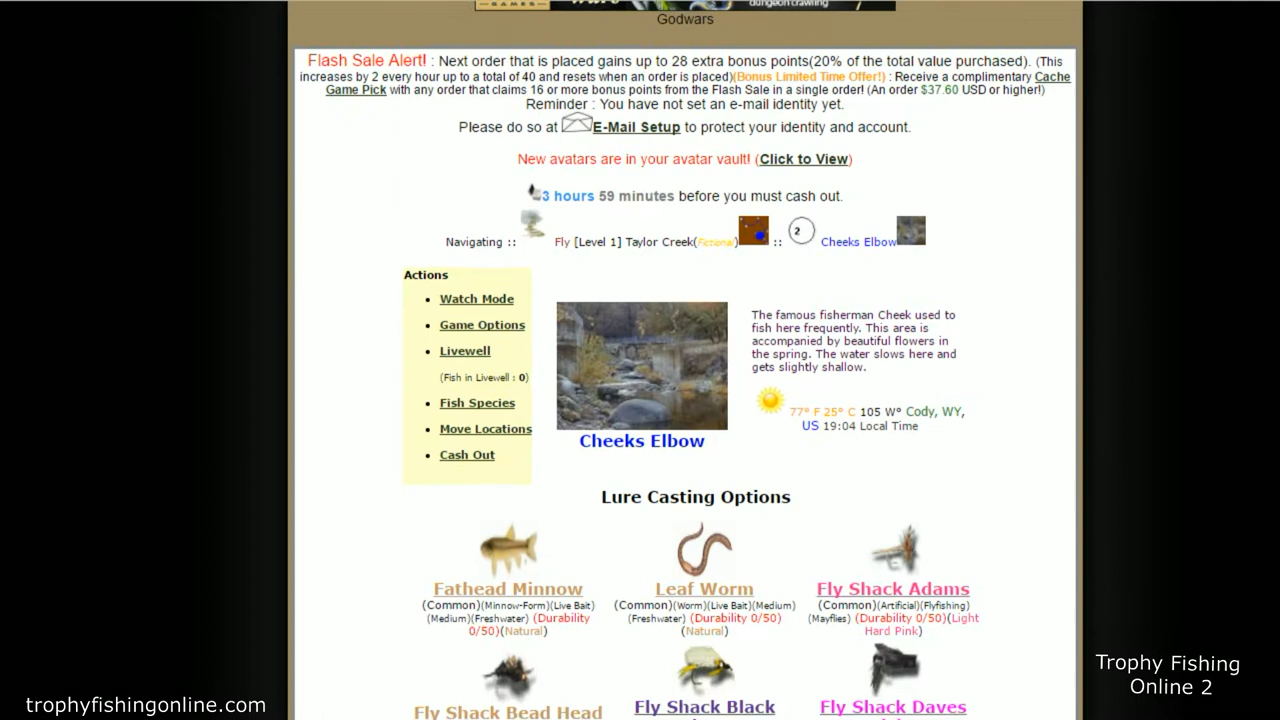 GAMES
dungeon crawling
Godwars
Flash Sale Alert! : Next order that is placed gains up to 28 extra bonus points(20% of the total value purchased). (This
increases by 2 every hour up to a total of 40 and resets when an order is placed)(Bonus Limited Time Offer!) : Receive a complimentary Cache
Game Pick with any order that claims 16 or more bonus points from the Flash Sale in a single order! (An order $37.60 USD or higher!)
Reminder : You have not set an e-mail identity yet.
Please do so at E-Mail Setup to protect your identity and account.
New avatars are in your avatar vault! (Click to View)
3 hours 59 minutes before you must cash out.
Navigating :: Fly [Level 1] Taylor Creek(Fictional) :: 2 Cheeks Elbow
Actions
Watch Mode
Game Options
Livewell
(Fish in Livewell : 0)
Fish Species
Move Locations
Cash Out
Cheeks Elbow
The famous fisherman Cheek used to
fish here frequently. This area is
accompanied by beautiful flowers in
the spring. The water slows here and
gets slightly shallow.
77° F 25° C 105 W° Cody, WY,
US 19:04 Local Time
Lure Casting Options
Fathead Minnow
(Common)(Minnow-Form)(Live Bait)
(Medium)(Freshwater) (Durability
0/50)(Natural)
Leaf Worm
(Common)(Worm)(Live Bait)(Medium)
(Freshwater) (Durability 0/50)
(Natural)
Fly Shack Adams
(Common)(Artificial)(Flyfishing)
(Mayflies) (Durability 0/50)(Light
Hard Pink)
Fly Shack Bead Head
Fly Shack Black
Fly Shack Daves
trophyfishingonline.com
Trophy Fishing
Online 2